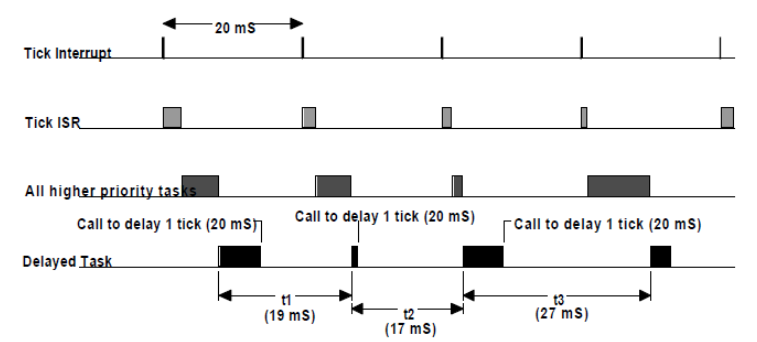 20 mS
Tick Interrupt
Tick ISR
All higher priority tasks
Call to delay 1 tick (20 mS)
Call to delay 1 tick (20 mS)
Call to delay 1 tick (20 mS)
Delayed Task
t1
(19 mS)
t2
(17 mS)
t3
(27 mS)